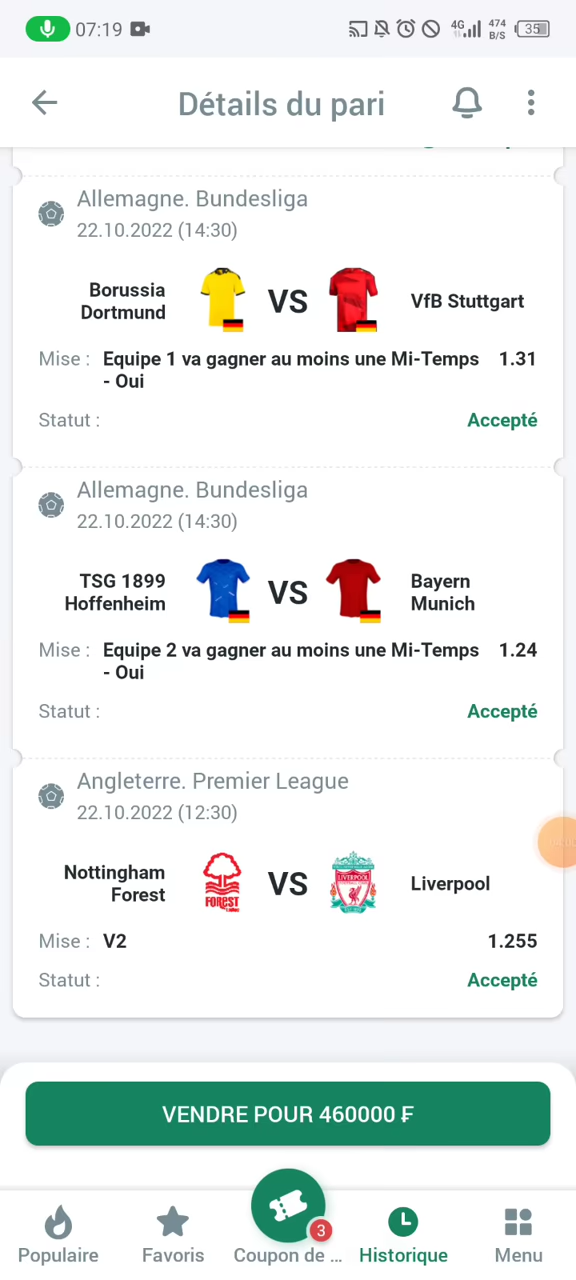 07:19
4G
474
B/S
35
Détails du pari
Allemagne. Bundesliga
22.10.2022 (14:30)
Borussia
Dortmund
VS
VfB Stuttgart
Mise : Equipe 1 va gagner au moins une Mi-Temps 1.31
- Oui
Statut : Accepté
Allemagne. Bundesliga
22.10.2022 (14:30)
TSG 1899
Hoffenheim
VS
Bayern
Munich
Mise : Equipe 2 va gagner au moins une Mi-Temps 1.24
- Oui
Statut : Accepté
Angleterre. Premier League
22.10.2022 (12:30)
Nottingham
Forest
FOREST
VS
LIVERPOOL
Liverpool
Mise : V2 1.255
Statut : Accepté
VENDRE POUR 460000 ₣
3
Populaire Favoris Coupon de ... Historique Menu